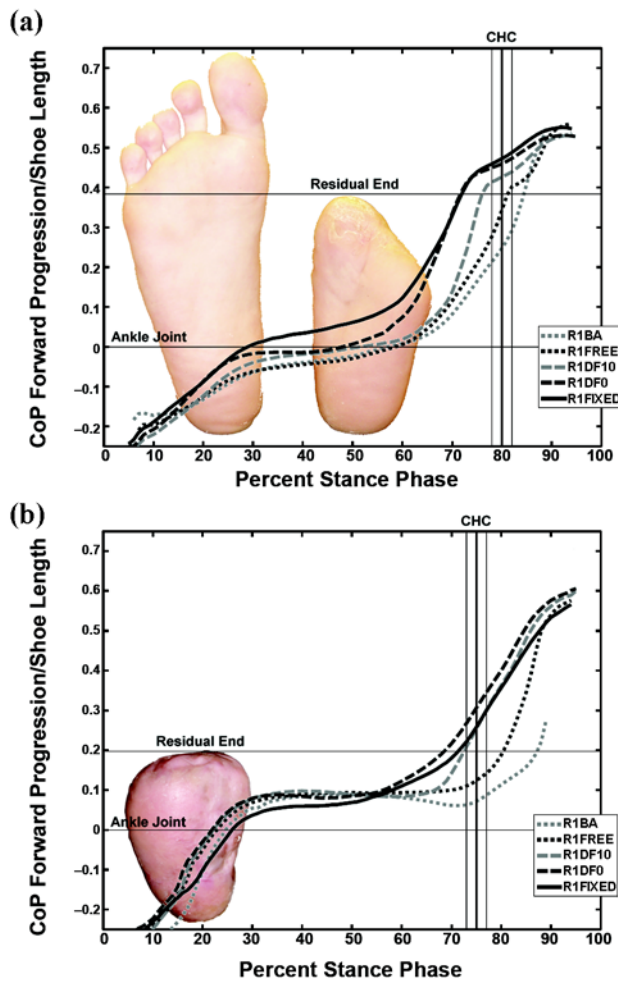 (a)
CHC
0.7
0.6
0.5
0.4
0.3
0.2
0.1
0
−0.1
−0.2
CoP Forward Progression/Shoe Length
Residual End
Ankle Joint
R1BA
R1FREE
R1DF10
R1DF0
R1FIXED
0 10 20 30 40 50 60 70 80 90 100
Percent Stance Phase
(b)
CHC
0.7
0.6
0.5
0.4
0.3
0.2
0.1
0
−0.1
−0.2
CoP Forward Progression/Shoe Length
Residual End
Ankle Joint
R1BA
R1FREE
R1DF10
R1DF0
R1FIXED
0 10 20 30 40 50 60 70 80 90 100
Percent Stance Phase